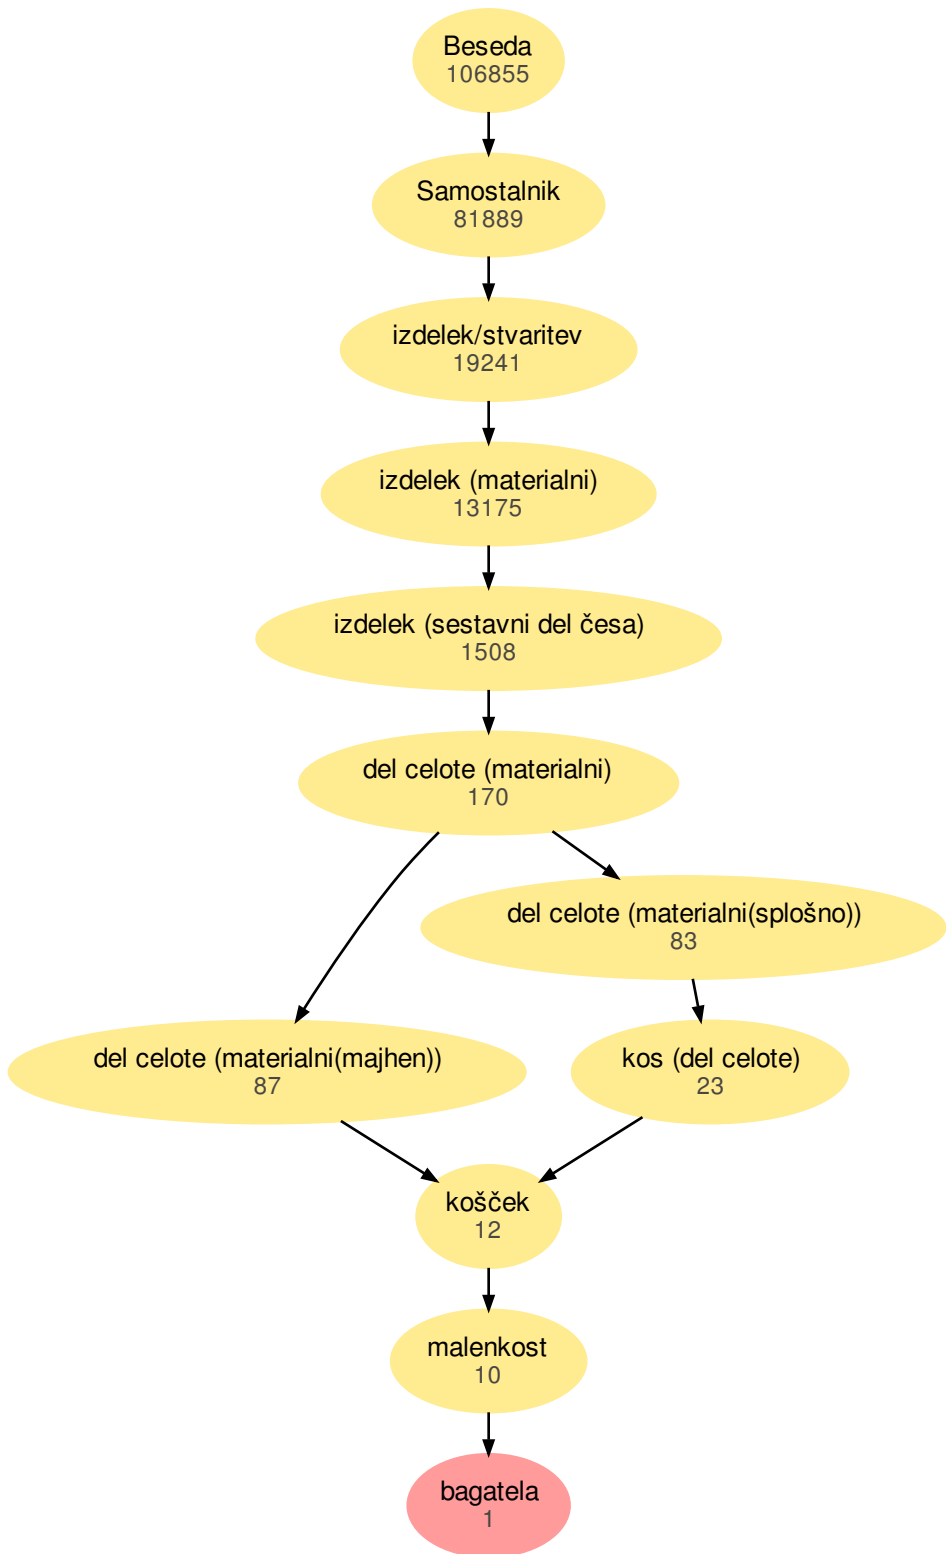 Beseda
106855
Samostalnik
81889
izdelek/stvaritev
19241
izdelek (materialni)
13175
izdelek (sestavni del česa)
1508
del celote (materialni)
170
del celote (materialni(splošno))
83
del celote (materialni(majhen))
87
kos (del celote)
23
košček
12
malenkost
10
bagatela
1